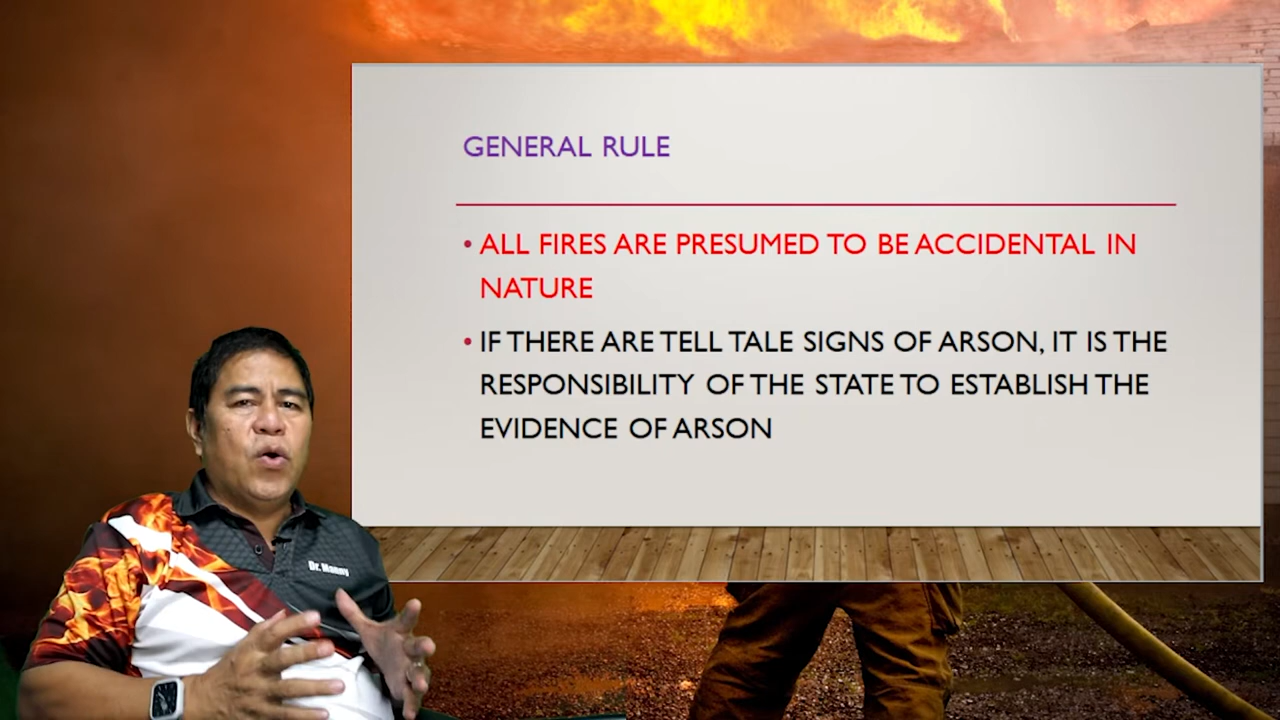 GENERAL RULE
• ALL FIRES ARE PRESUMED TO BE ACCIDENTAL IN
NATURE
• IF THERE ARE TELL TALE SIGNS OF ARSON, IT IS THE
RESPONSIBILITY OF THE STATE TO ESTABLISH THE
EVIDENCE OF ARSON
Dr. Manny